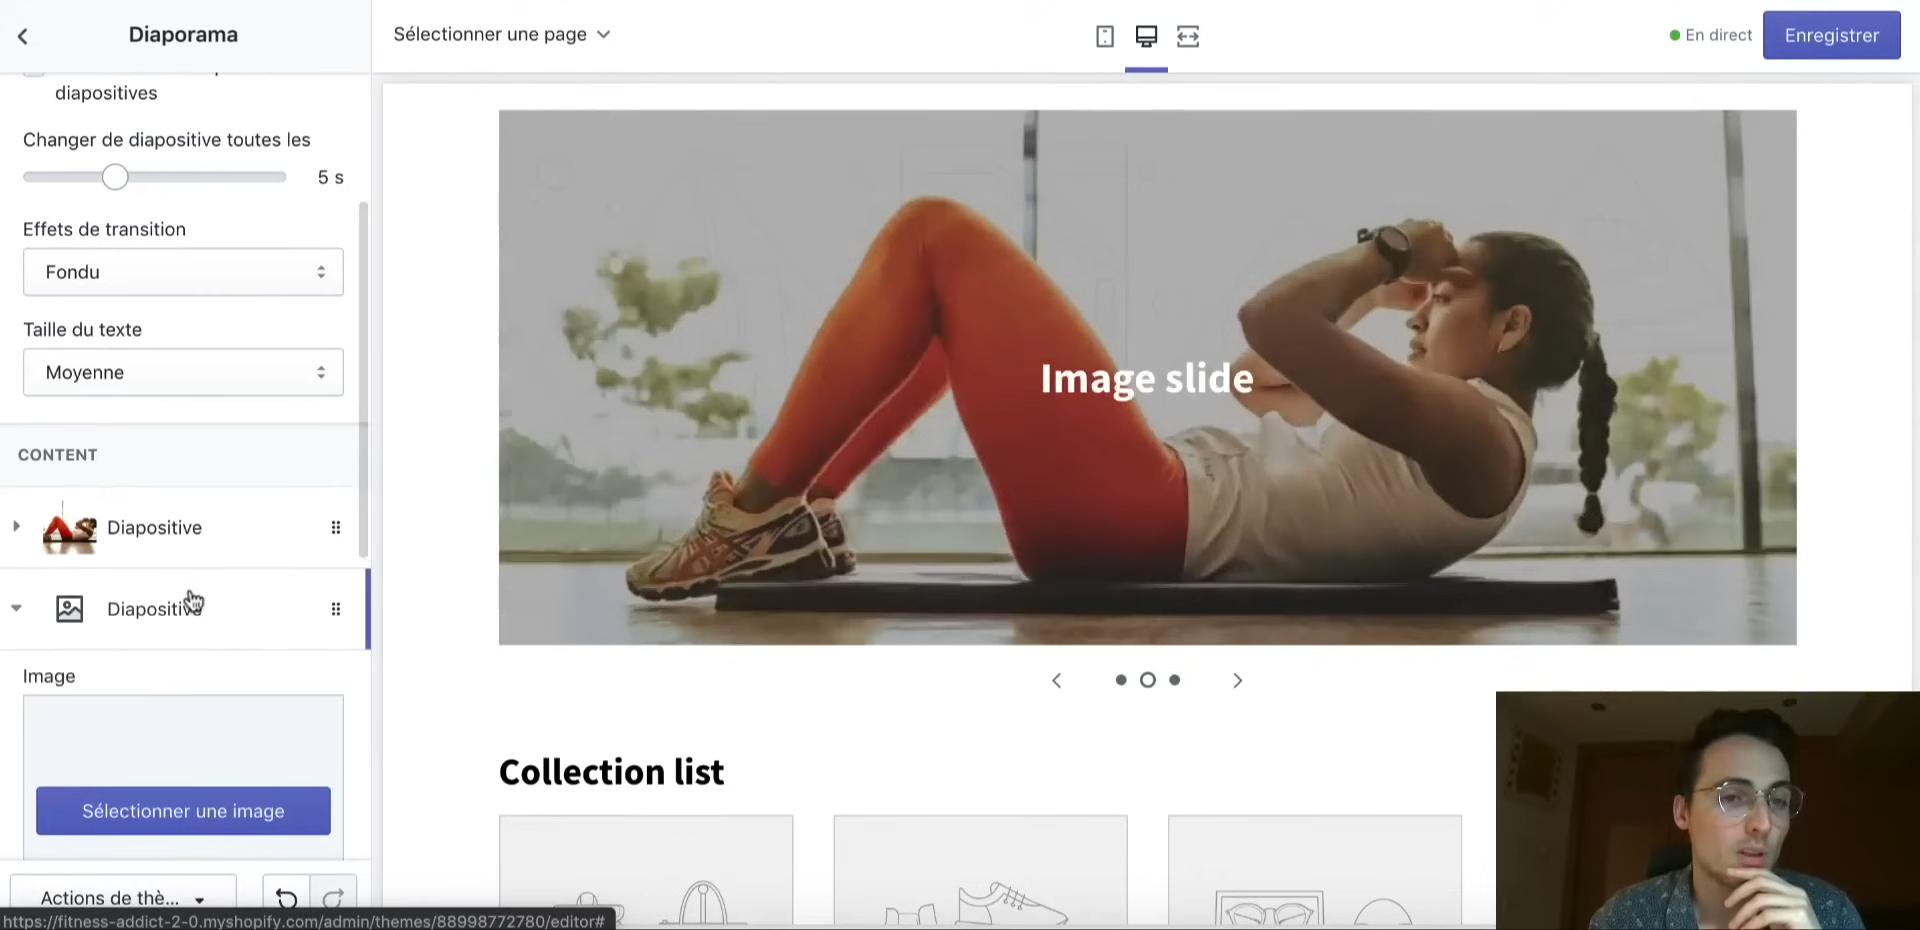 Diaporama
Sélectionner une page
En direct
Enregistrer
diapositives
Changer de diapositive toutes les
5 s
Effets de transition
Fondu
Taille du texte
Moyenne
CONTENT
Diapositive
Diapositive
Image
Sélectionner une image
Actions de thè...
https://fitness-addict-2-0.myshopify.com/admin/themes/88998772780/editor#
Image slide
Collection list